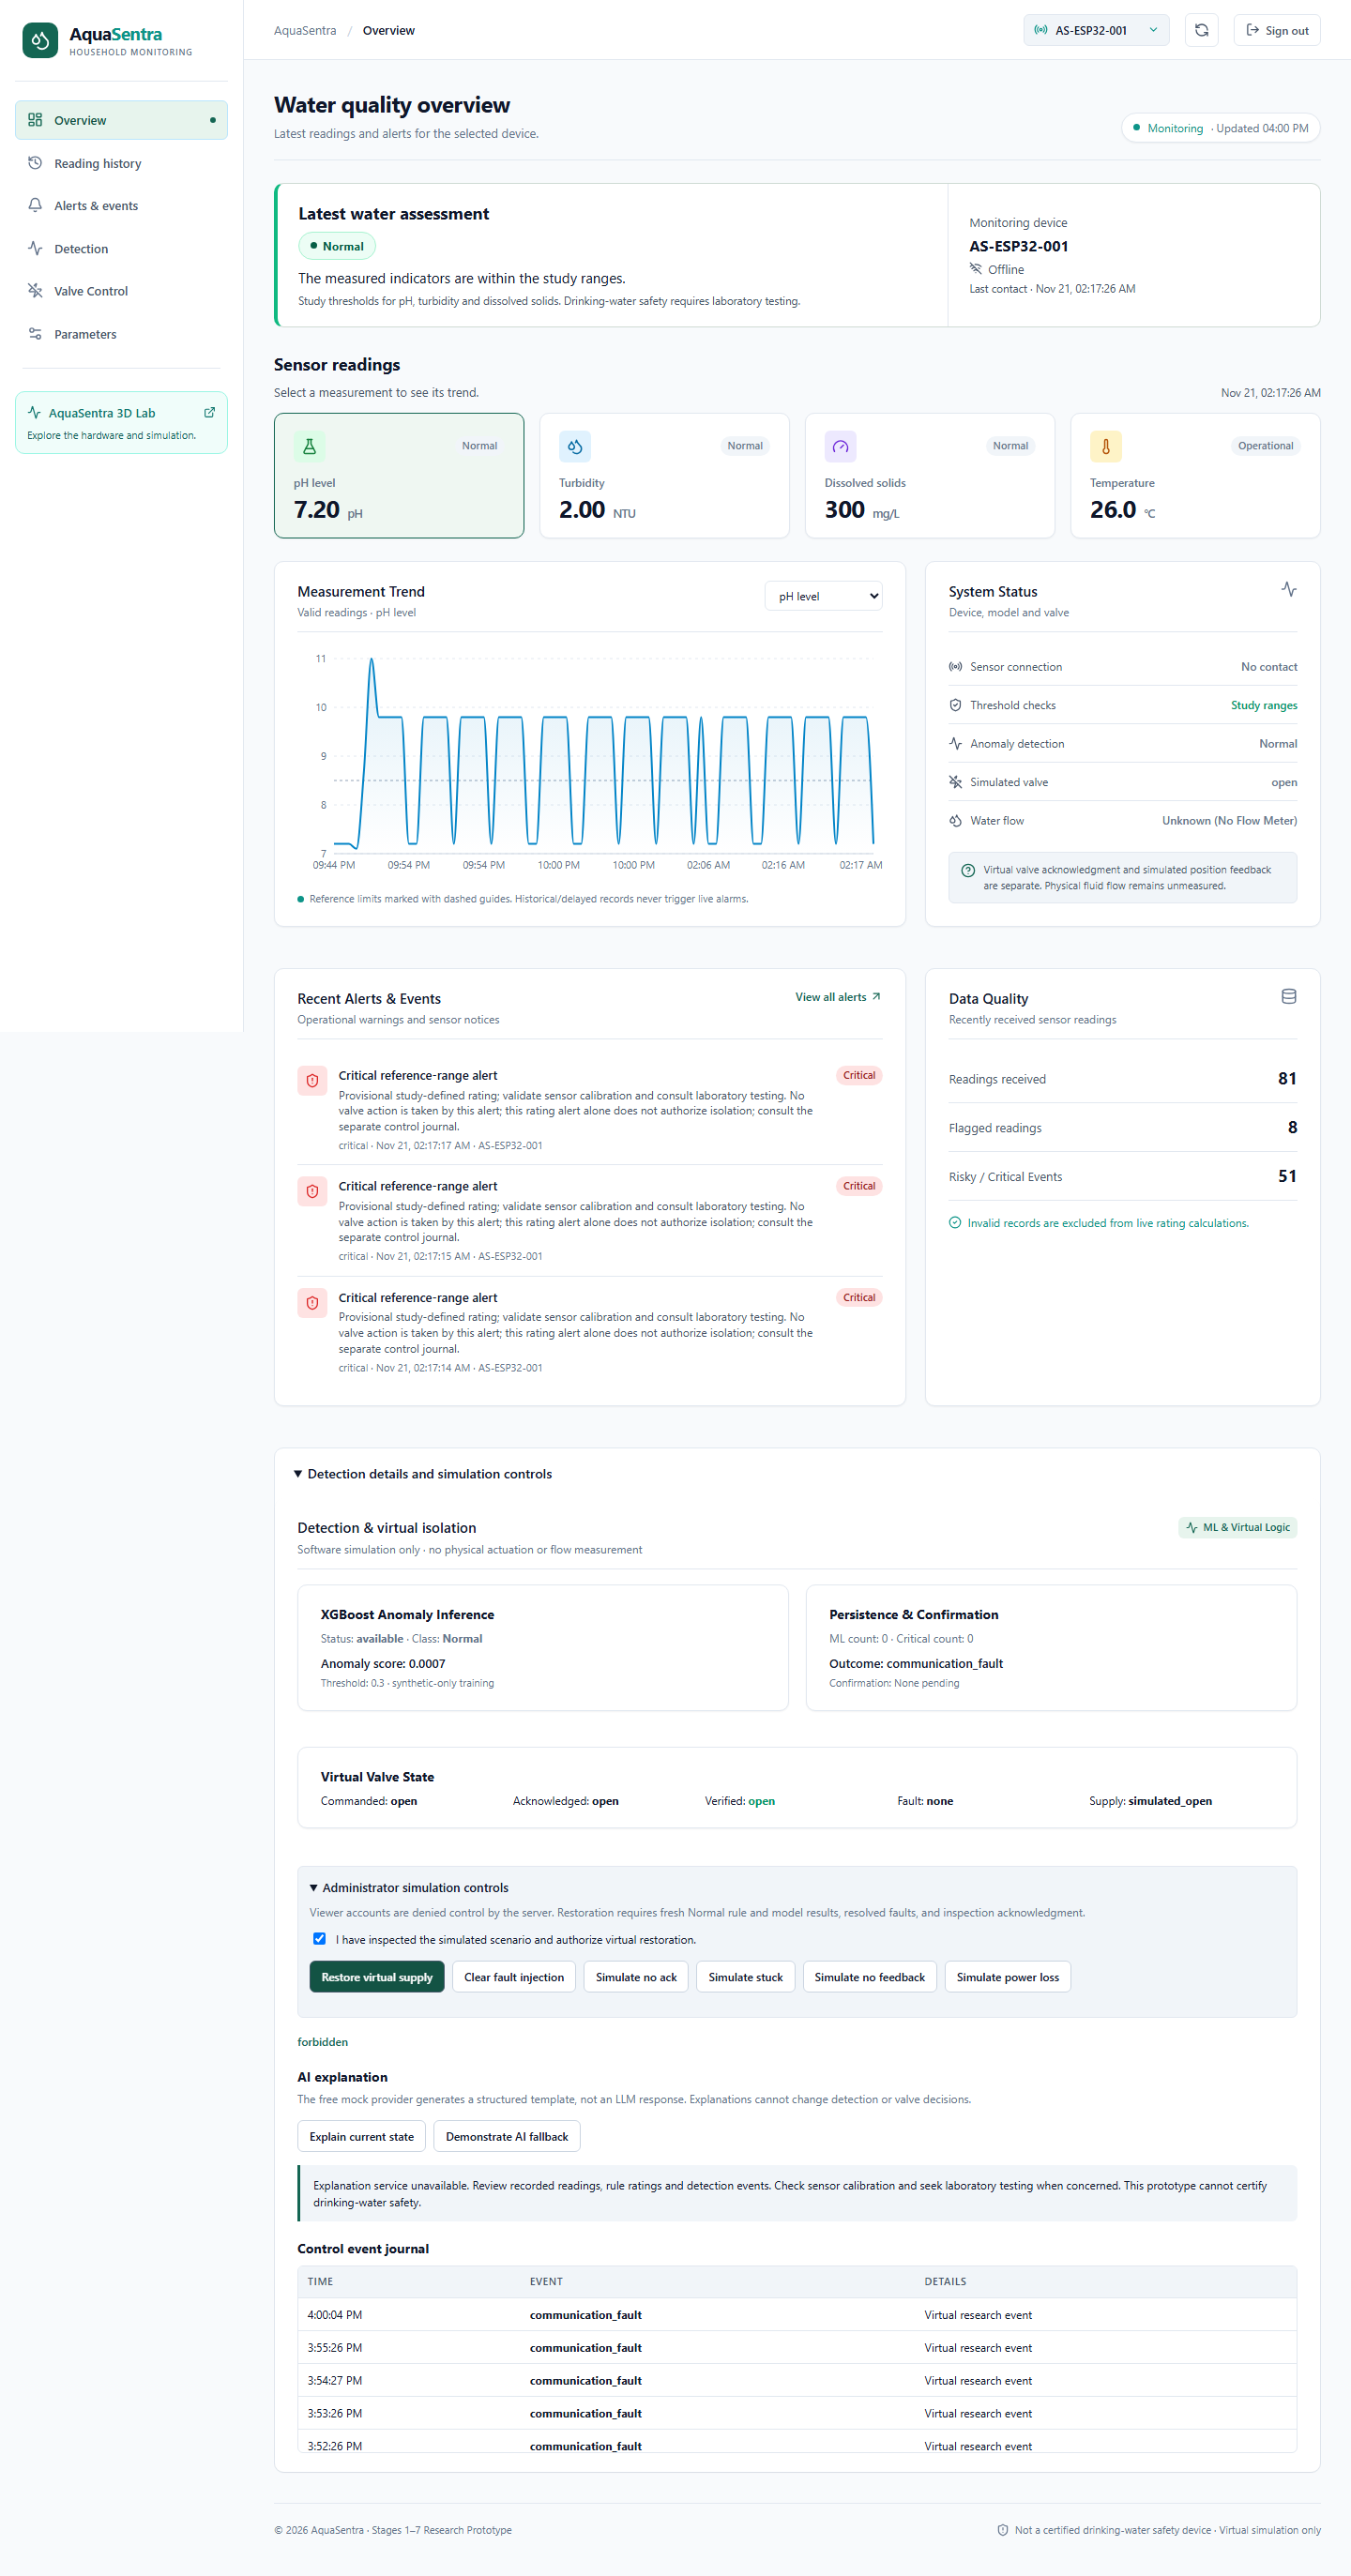 AquaSentra
HOUSEHOLD MONITORING
Overview
Reading history
Alerts & events
Detection
Valve Control
Parameters
AquaSentra 3D Lab
Explore the hardware and simulation.
AquaSentra / Overview
AS-ESP32-001
Sign out
Water quality overview
Latest readings and alerts for the selected device.
Monitoring · Updated 04:00 PM
Latest water assessment
Normal
The measured indicators are within the study ranges.
Study thresholds for pH, turbidity and dissolved solids. Drinking-water safety requires laboratory testing.
Monitoring device
AS-ESP32-001
Offline
Last contact · Nov 21, 02:17:26 AM
Sensor readings
Select a measurement to see its trend.
Nov 21, 02:17:26 AM
Normal
pH level
7.20 pH
Normal
Turbidity
2.00 NTU
Normal
Dissolved solids
300 mg/L
Operational
Temperature
26.0 °C
Measurement Trend
Valid readings · pH level
pH level
11
10
9
8
7
09:44 PM 09:54 PM 09:54 PM 10:00 PM 10:00 PM 02:06 AM 02:16 AM 02:17 AM
Reference limits marked with dashed guides. Historical/delayed records never trigger live alarms.
System Status
Device, model and valve
Sensor connection No contact
Threshold checks Study ranges
Anomaly detection Normal
Simulated valve open
Water flow Unknown (No Flow Meter)
Virtual valve acknowledgment and simulated position feedback
are separate. Physical fluid flow remains unmeasured.
Recent Alerts & Events
Operational warnings and sensor notices
View all alerts
Critical reference-range alert
Critical
Provisional study-defined rating; validate sensor calibration and consult laboratory testing. No
valve action is taken by this alert; this rating alert alone does not authorize isolation; consult the
separate control journal.
critical · Nov 21, 02:17:17 AM · AS-ESP32-001
Critical reference-range alert
Critical
Provisional study-defined rating; validate sensor calibration and consult laboratory testing. No
valve action is taken by this alert; this rating alert alone does not authorize isolation; consult the
separate control journal.
critical · Nov 21, 02:17:15 AM · AS-ESP32-001
Critical reference-range alert
Critical
Provisional study-defined rating; validate sensor calibration and consult laboratory testing. No
valve action is taken by this alert; this rating alert alone does not authorize isolation; consult the
separate control journal.
critical · Nov 21, 02:17:14 AM · AS-ESP32-001
Data Quality
Recently received sensor readings
Readings received 81
Flagged readings 8
Risky / Critical Events 51
Invalid records are excluded from live rating calculations.
Detection details and simulation controls
Detection & virtual isolation
Software simulation only · no physical actuation or flow measurement
ML & Virtual Logic
XGBoost Anomaly Inference
Status: available · Class: Normal
Anomaly score: 0.0007
Threshold: 0.3 · synthetic-only training
Persistence & Confirmation
ML count: 0 · Critical count: 0
Outcome: communication_fault
Confirmation: None pending
Virtual Valve State
Commanded: open Acknowledged: open Verified: open Fault: none Supply: simulated_open
Administrator simulation controls
Viewer accounts are denied control by the server. Restoration requires fresh Normal rule and model results, resolved faults, and inspection acknowledgment.
I have inspected the simulated scenario and authorize virtual restoration.
Restore virtual supply Clear fault injection Simulate no ack Simulate stuck Simulate no feedback Simulate power loss
forbidden
AI explanation
The free mock provider generates a structured template, not an LLM response. Explanations cannot change detection or valve decisions.
Explain current state Demonstrate AI fallback
Explanation service unavailable. Review recorded readings, rule ratings and detection events. Check sensor calibration and seek laboratory testing when concerned. This prototype cannot certify
drinking-water safety.
Control event journal
TIME EVENT DETAILS
4:00:04 PM communication_fault Virtual research event
3:55:26 PM communication_fault Virtual research event
3:54:27 PM communication_fault Virtual research event
3:53:26 PM communication_fault Virtual research event
3:52:26 PM communication_fault Virtual research event
© 2026 AquaSentra · Stages 1–7 Research Prototype
Not a certified drinking-water safety device · Virtual simulation only